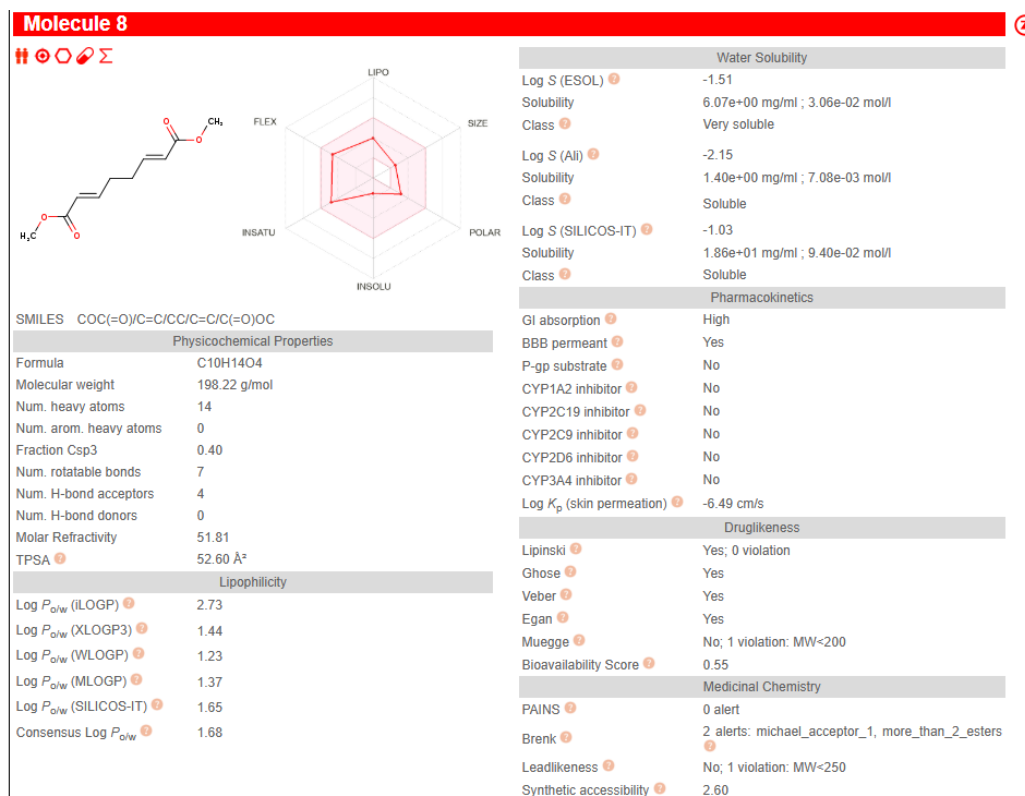 Molecule 8
LIPO
SIZE
POLAR
INSOLU
INSATU
FLEX
O
O
CH₃
O
H₃C
O
SMILES COC(=O)/C=C/CC/C=C/C(=O)OC
Physicochemical Properties
Formula C10H14O4
Molecular weight 198.22 g/mol
Num. heavy atoms 14
Num. arom. heavy atoms 0
Fraction Csp3 0.40
Num. rotatable bonds 7
Num. H-bond acceptors 4
Num. H-bond donors 0
Molar Refractivity 51.81
TPSA ? 52.60 Å²
Lipophilicity
Log Po/w (iLOGP) ? 2.73
Log Po/w (XLOGP3) ? 1.44
Log Po/w (WLOGP) ? 1.23
Log Po/w (MLOGP) ? 1.37
Log Po/w (SILICOS-IT) ? 1.65
Consensus Log Po/w ? 1.68
Water Solubility
Log S (ESOL) ? -1.51
Solubility 6.07e+00 mg/ml ; 3.06e-02 mol/l
Class ? Very soluble
Log S (Ali) ? -2.15
Solubility 1.40e+00 mg/ml ; 7.08e-03 mol/l
Class ? Soluble
Log S (SILICOS-IT) ? -1.03
Solubility 1.86e+01 mg/ml ; 9.40e-02 mol/l
Class ? Soluble
Pharmacokinetics
GI absorption ? High
BBB permeant ? Yes
P-gp substrate ? No
CYP1A2 inhibitor ? No
CYP2C19 inhibitor ? No
CYP2C9 inhibitor ? No
CYP2D6 inhibitor ? No
CYP3A4 inhibitor ? No
Log Kp (skin permeation) ? -6.49 cm/s
Druglikeness
Lipinski ? Yes; 0 violation
Ghose ? Yes
Veber ? Yes
Egan ? Yes
Muegge ? No; 1 violation: MW<200
Bioavailability Score ? 0.55
Medicinal Chemistry
PAINS ? 0 alert
Brenk ? 2 alerts: michael_acceptor_1, more_than_2_esters
?
Leadlikeness ? No; 1 violation: MW<250
Synthetic accessibility ? 2.60